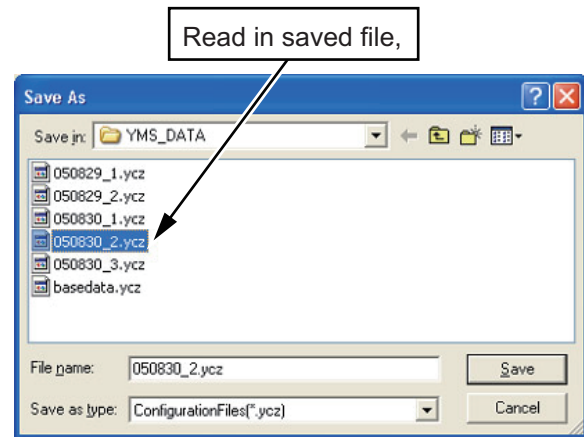 Read in saved file,
Save As
Save in: YMS_DATA
050829_1.ycz
050829_2.ycz
050830_1.ycz
050830_2.ycz
050830_3.ycz
basedata.ycz
File name: 050830_2.ycz Save
Save as type: ConfigurationFiles(*.ycz) Cancel